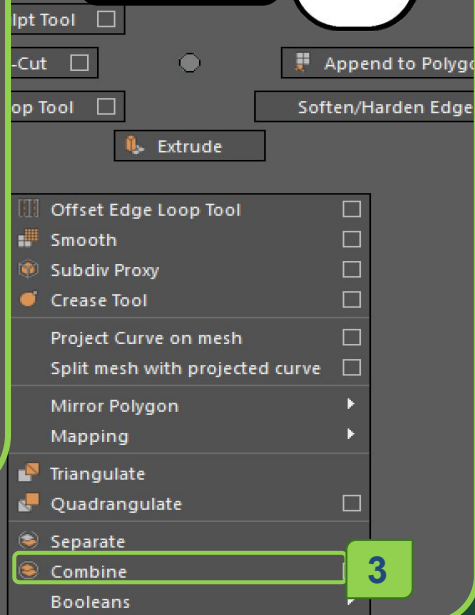 lpt Tool
-Cut
Append to Polygo
op Tool
Soften/Harden Edge
Extrude
Offset Edge Loop Tool
Smooth
Subdiv Proxy
Crease Tool
Project Curve on mesh
Split mesh with projected curve
Mirror Polygon
Mapping
Triangulate
Quadrangulate
Separate
Combine
3
Booleans